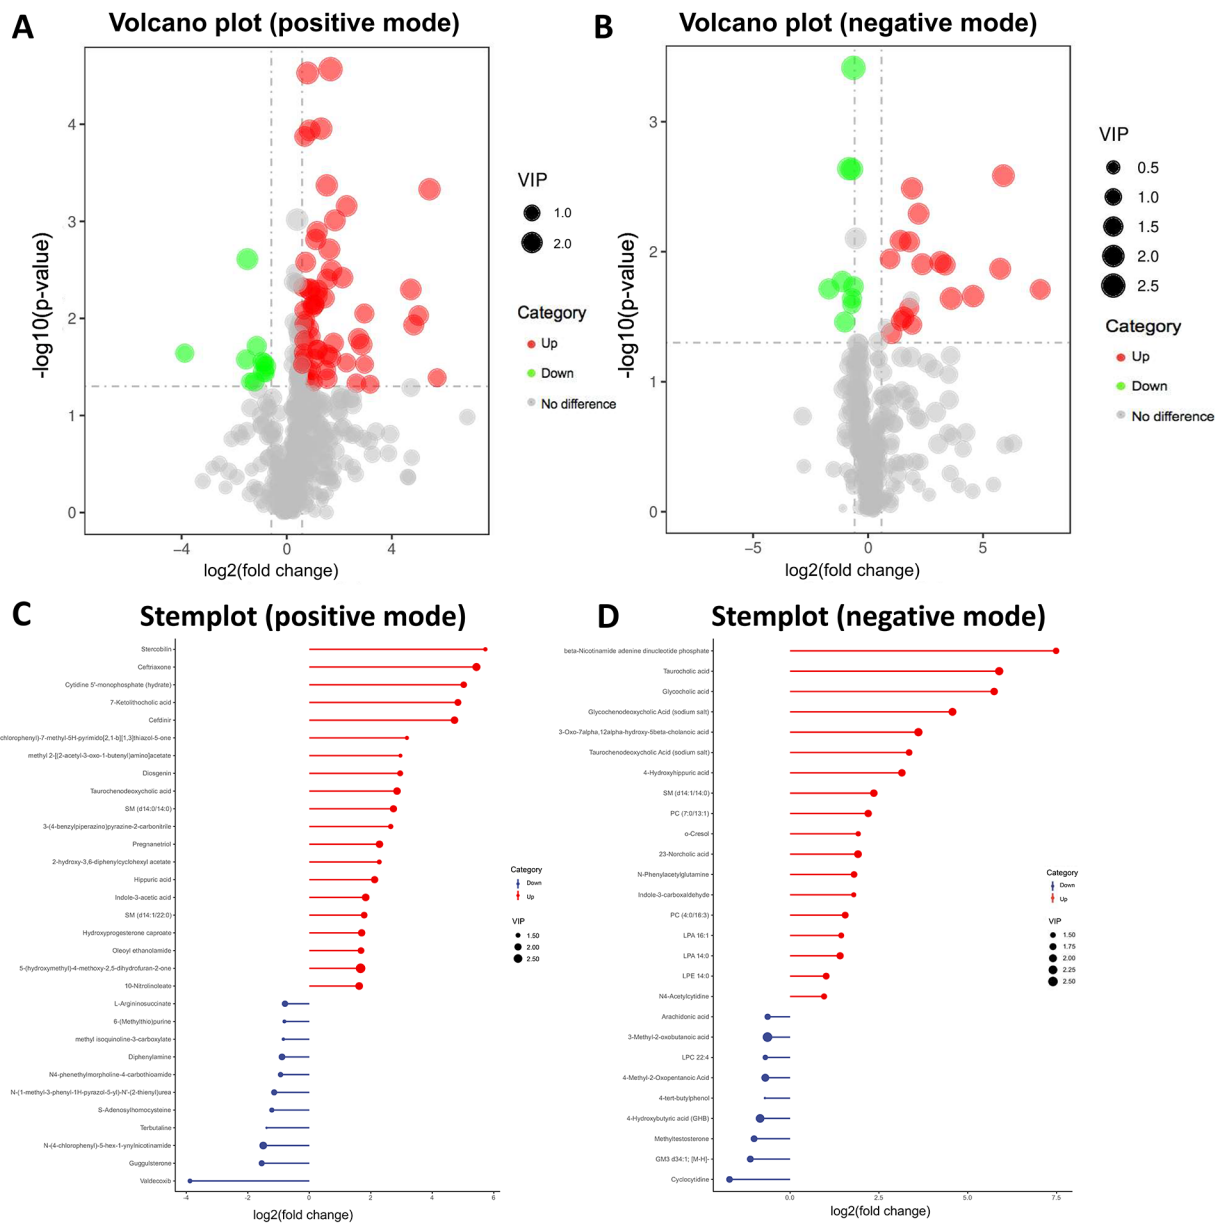 A
Volcano plot (positive mode)
-log10(p-value)
4
3
2
1
0
−4
0
4
log2(fold change)
VIP
1.0
2.0
Category
Up
Down
No difference
B
Volcano plot (negative mode)
-log10(p-value)
3
2
1
0
−5
0
5
log2(fold change)
VIP
0.5
1.0
1.5
2.0
2.5
Category
Up
Down
No difference
C
Stemplot (positive mode)
Stercobilin
Ceftriaxone
Cytidine 5'-monophosphate (hydrate)
7-Ketolithocholic acid
Cefdinir
chlorophenyl)-7-methyl-5H-pyrimido[2,1-b][1,3]thiazol-5-one
methyl 2-[(2-acetyl-3-oxo-1-butenyl)amino]acetate
Diosgenin
Taurochenodeoxycholic acid
SM (d14:0/14:0)
3-(4-benzylpiperazino)pyrazine-2-carbonitrile
Pregnanetriol
2-hydroxy-3,6-diphenylcyclohexyl acetate
Hippuric acid
Indole-3-acetic acid
SM (d14:1/22:0)
Hydroxyprogesterone caproate
Oleoyl ethanolamide
5-(hydroxymethyl)-4-methoxy-2,5-dihydrofuran-2-one
10-Nitrolinoleate
L-Argininosuccinate
6-(Methylthio)purine
methyl isoquinoline-3-carboxylate
Diphenylamine
N4-phenethylmorpholine-4-carbothioamide
N-(1-methyl-3-phenyl-1H-pyrazol-5-yl)-N'-(2-thienyl)urea
S-Adenosylhomocysteine
Terbutaline
N-(4-chlorophenyl)-5-hex-1-ynylnicotinamide
Guggulsterone
Valdecoxib
-4
-2
0
2
4
6
log2(fold change)
Category
Down
Up
VIP
1.50
2.00
2.50
D
Stemplot (negative mode)
beta-Nicotinamide adenine dinucleotide phosphate
Taurocholic acid
Glycocholic acid
Glycochenodeoxycholic Acid (sodium salt)
3-Oxo-7alpha,12alpha-hydroxy-5beta-cholanoic acid
Taurochenodeoxycholic Acid (sodium salt)
4-Hydroxyhippuric acid
SM (d14:1/14:0)
PC (7:0/13:1)
o-Cresol
23-Norcholic acid
N-Phenylacetylglutamine
Indole-3-carboxaldehyde
PC (4:0/16:3)
LPA 16:1
LPA 14:0
LPE 14:0
N4-Acetylcytidine
Arachidonic acid
3-Methyl-2-oxobutanoic acid
LPC 22:4
4-Methyl-2-Oxopentanoic Acid
4-tert-butylphenol
4-Hydroxybutyric acid (GHB)
Methyltestosterone
GM3 d34:1; [M-H]-
Cyclocytidine
0.0
2.5
5.0
7.5
log2(fold change)
Category
Down
Up
VIP
1.50
1.75
2.00
2.25
2.50